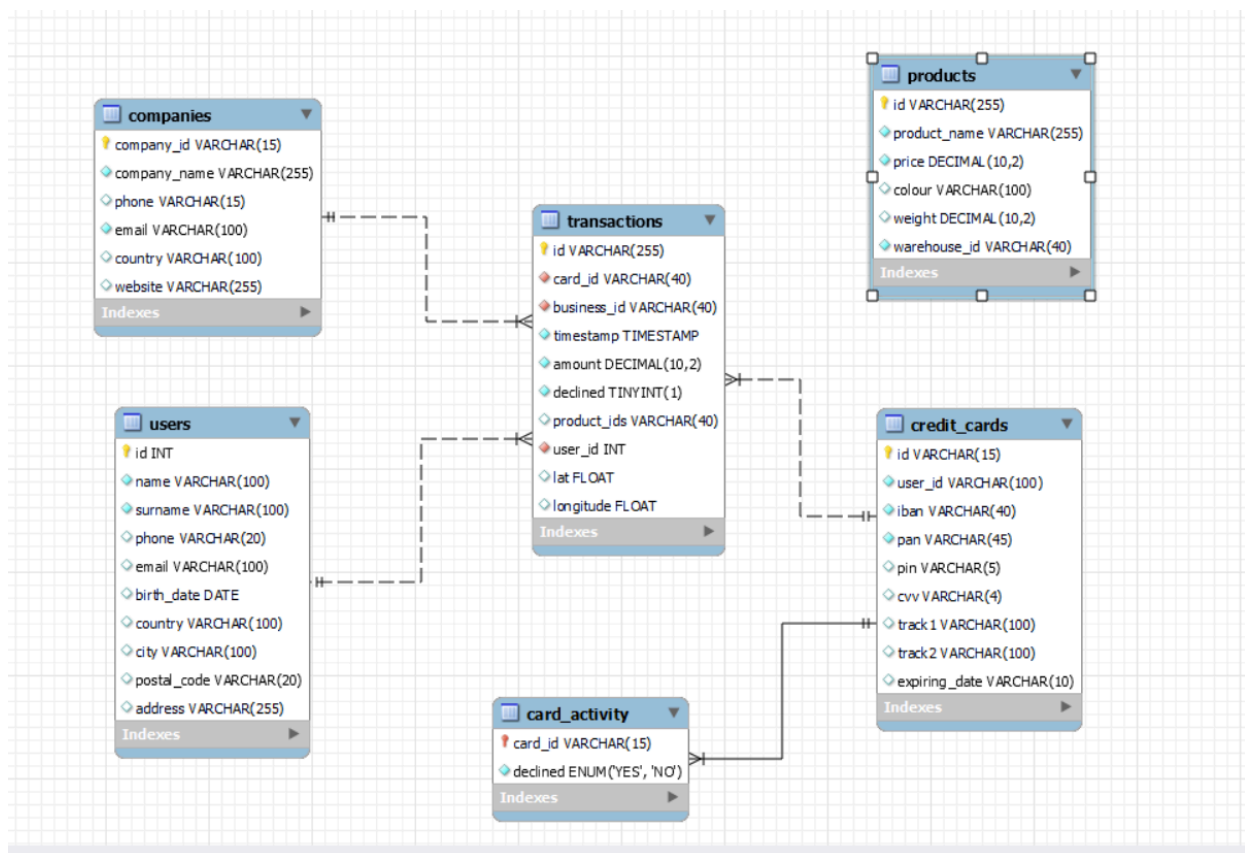 companies
company_id VARCHAR(15)
company_name VARCHAR(255)
phone VARCHAR(15)
email VARCHAR(100)
country VARCHAR(100)
website VARCHAR(255)
Indexes
users
id INT
name VARCHAR(100)
surname VARCHAR(100)
phone VARCHAR(20)
email VARCHAR(100)
birth_date DATE
country VARCHAR(100)
city VARCHAR(100)
postal_code VARCHAR(20)
address VARCHAR(255)
Indexes
transactions
id VARCHAR(255)
card_id VARCHAR(40)
business_id VARCHAR(40)
timestamp TIMESTAMP
amount DECIMAL(10,2)
declined TINYINT(1)
product_ids VARCHAR(40)
user_id INT
lat FLOAT
longitude FLOAT
Indexes
card_activity
card_id VARCHAR(15)
declined ENUM('YES', 'NO')
Indexes
products
id VARCHAR(255)
product_name VARCHAR(255)
price DECIMAL(10,2)
colour VARCHAR(100)
weight DECIMAL(10,2)
warehouse_id VARCHAR(40)
Indexes
credit_cards
id VARCHAR(15)
user_id VARCHAR(100)
iban VARCHAR(40)
pan VARCHAR(45)
pin VARCHAR(5)
cvv VARCHAR(4)
track1 VARCHAR(100)
track2 VARCHAR(100)
expiring_date VARCHAR(10)
Indexes